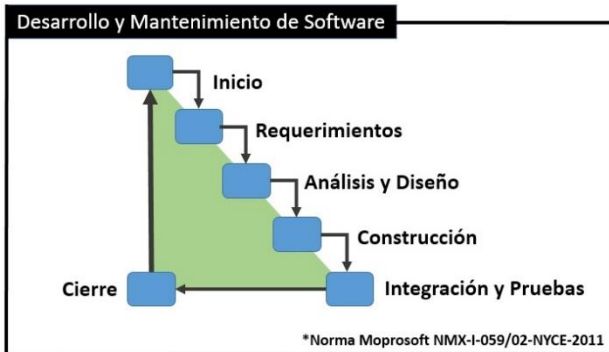 Desarrollo y Mantenimiento de Software
Inicio
Requerimientos
Análisis y Diseño
Construcción
Cierre
Integración y Pruebas
*Norma Moprosoft NMX-I-059/02-NYCE-2011